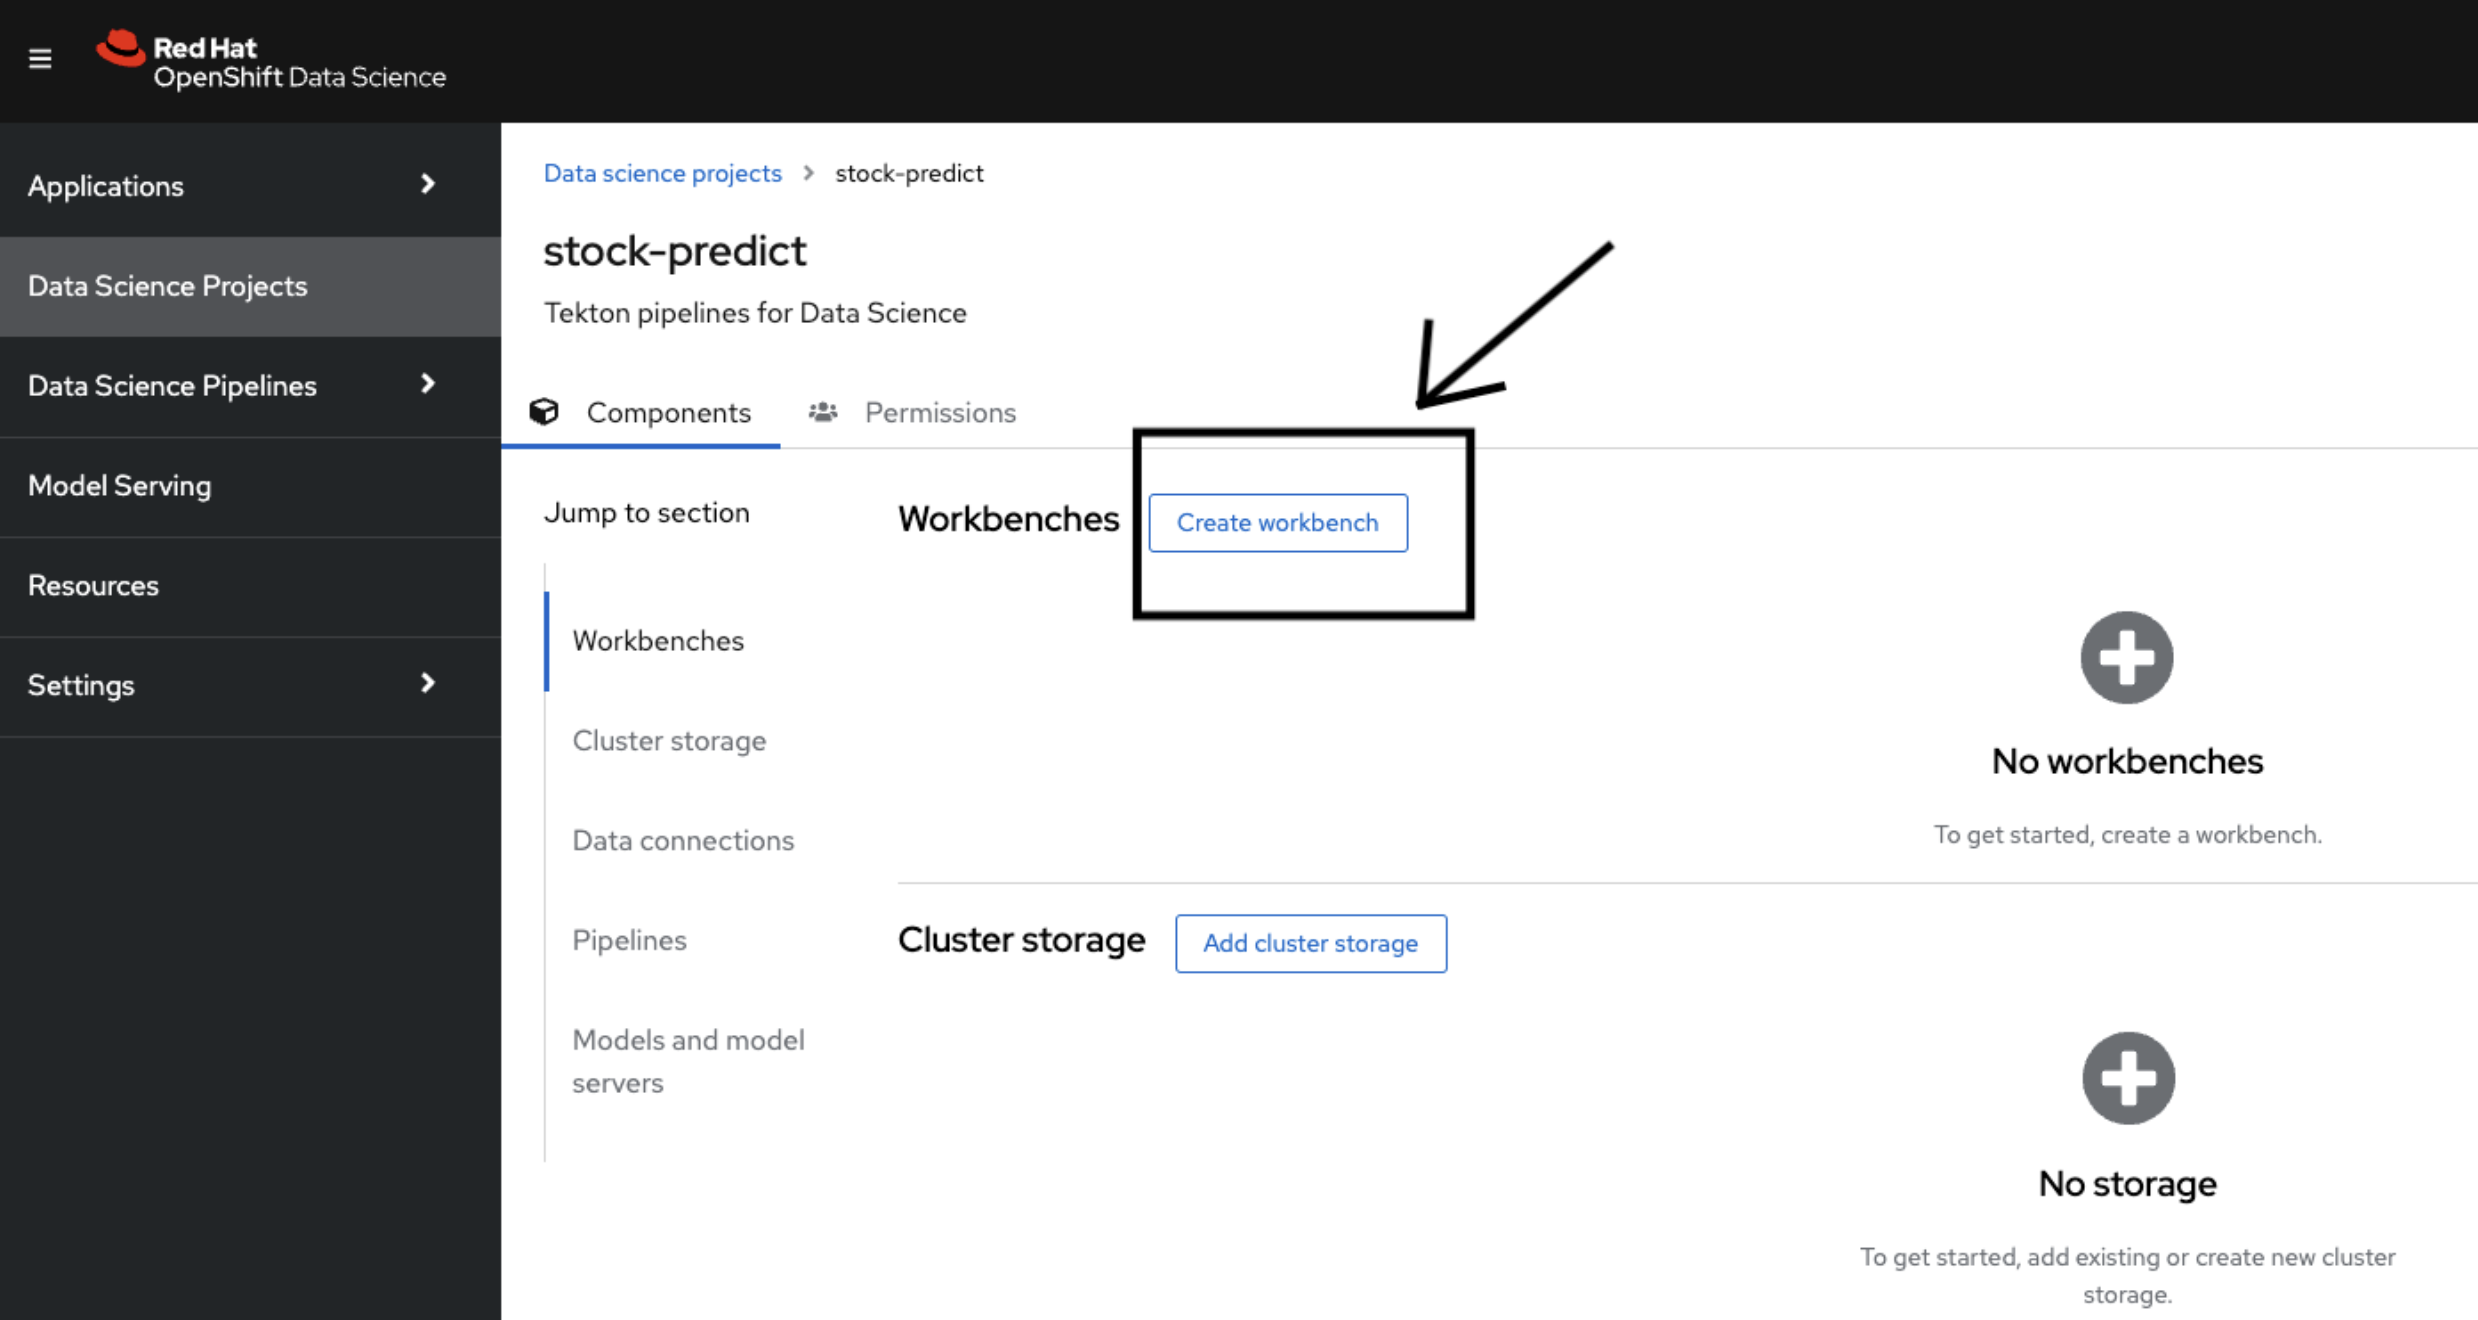 Red Hat
OpenShift Data Science
Applications
Data Science Projects
Data Science Pipelines
Model Serving
Resources
Settings
Data science projects > stock-predict
stock-predict
Tekton pipelines for Data Science
Components
Permissions
Jump to section
Workbenches
Cluster storage
Data connections
Pipelines
Models and model
servers
Workbenches
Create workbench
No workbenches
To get started, create a workbench.
Cluster storage
Add cluster storage
No storage
To get started, add existing or create new cluster
storage.